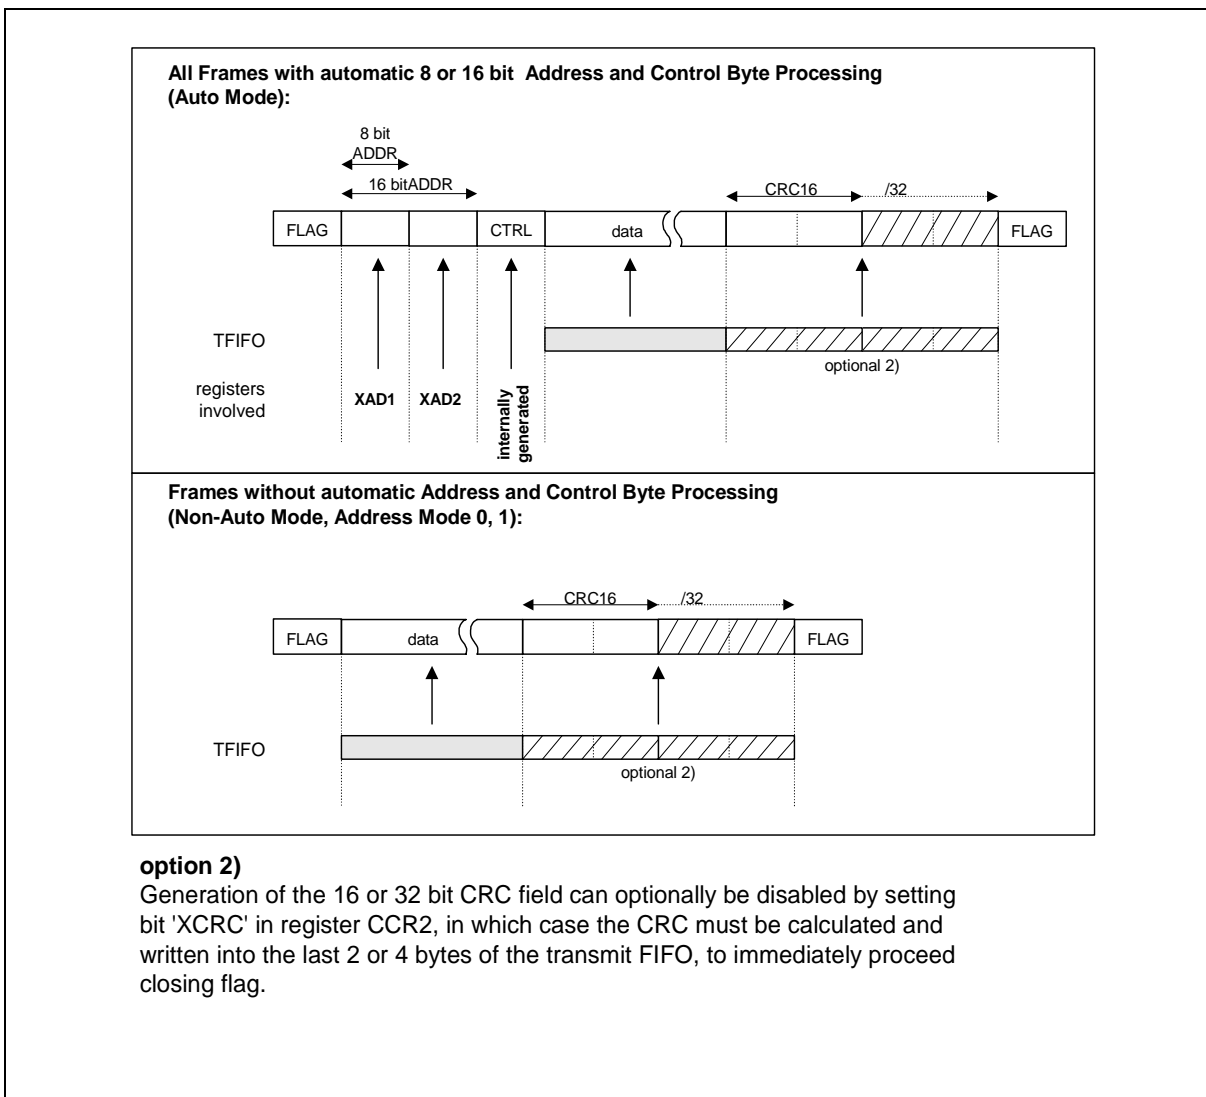 All Frames with automatic 8 or 16 bit Address and Control Byte Processing
(Auto Mode):
8 bit
ADDR
16 bitADDR
CRC16
/32
FLAG
CTRL
data
FLAG
TFIFO
optional 2)
registers
involved
XAD1
XAD2
internally
generated
Frames without automatic Address and Control Byte Processing
(Non-Auto Mode, Address Mode 0, 1):
CRC16
/32
FLAG
data
FLAG
TFIFO
optional 2)
option 2)
Generation of the 16 or 32 bit CRC field can optionally be disabled by setting
bit 'XCRC' in register CCR2, in which case the CRC must be calculated and
written into the last 2 or 4 bytes of the transmit FIFO, to immediately proceed
closing flag.